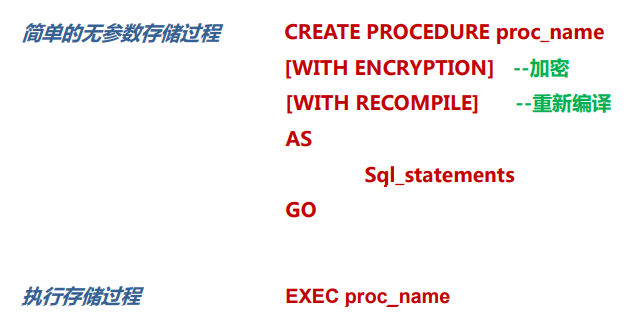 简单的无参数存储过程 CREATE PROCEDURE proc_name
[WITH ENCRYPTION] --加密
[WITH RECOMPILE] --重新编译
AS
Sql_statements
GO
执行存储过程 EXEC proc_name